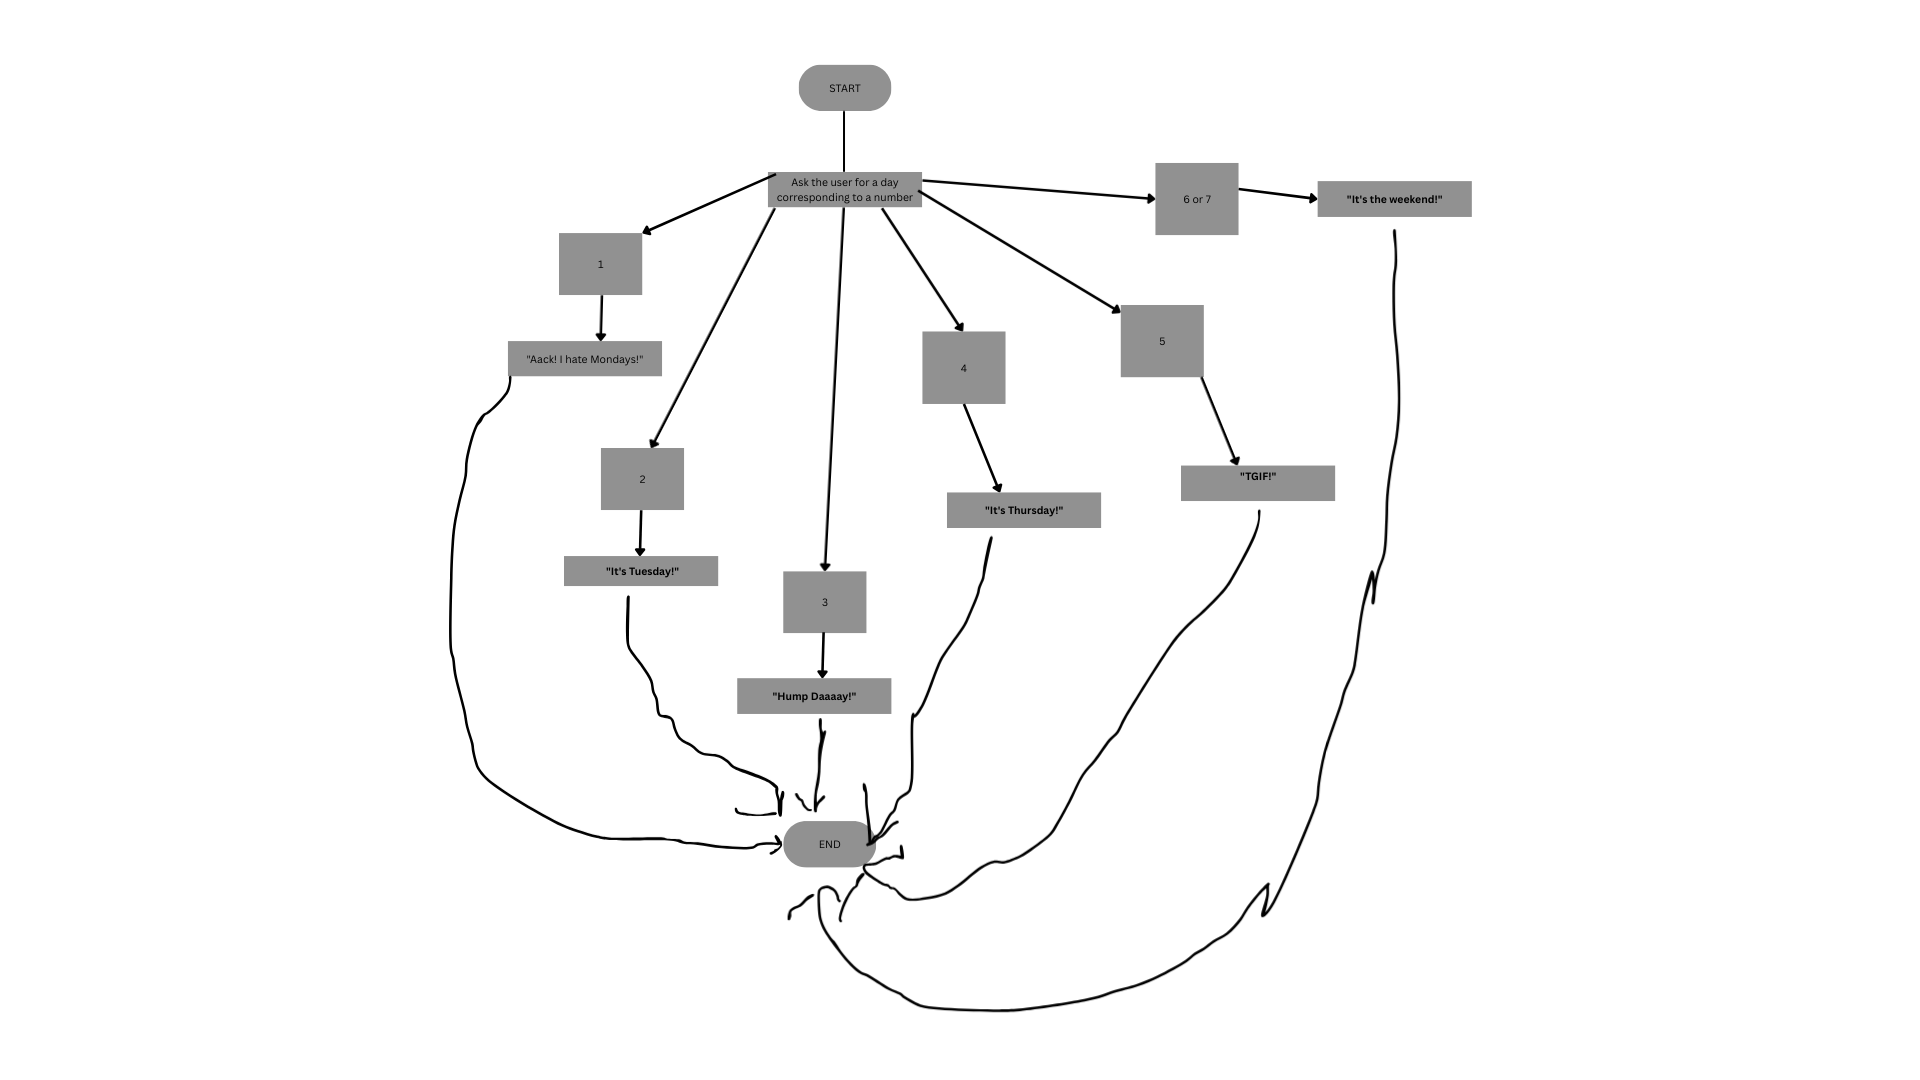 START
Ask the user for a day
corresponding to a number
6 or 7
"It's the weekend!"
1
"Aack! I hate Mondays!"
5
4
2
"TGIF!"
"It's Thursday!"
"It's Tuesday!"
3
"Hump Daaaay!"
END